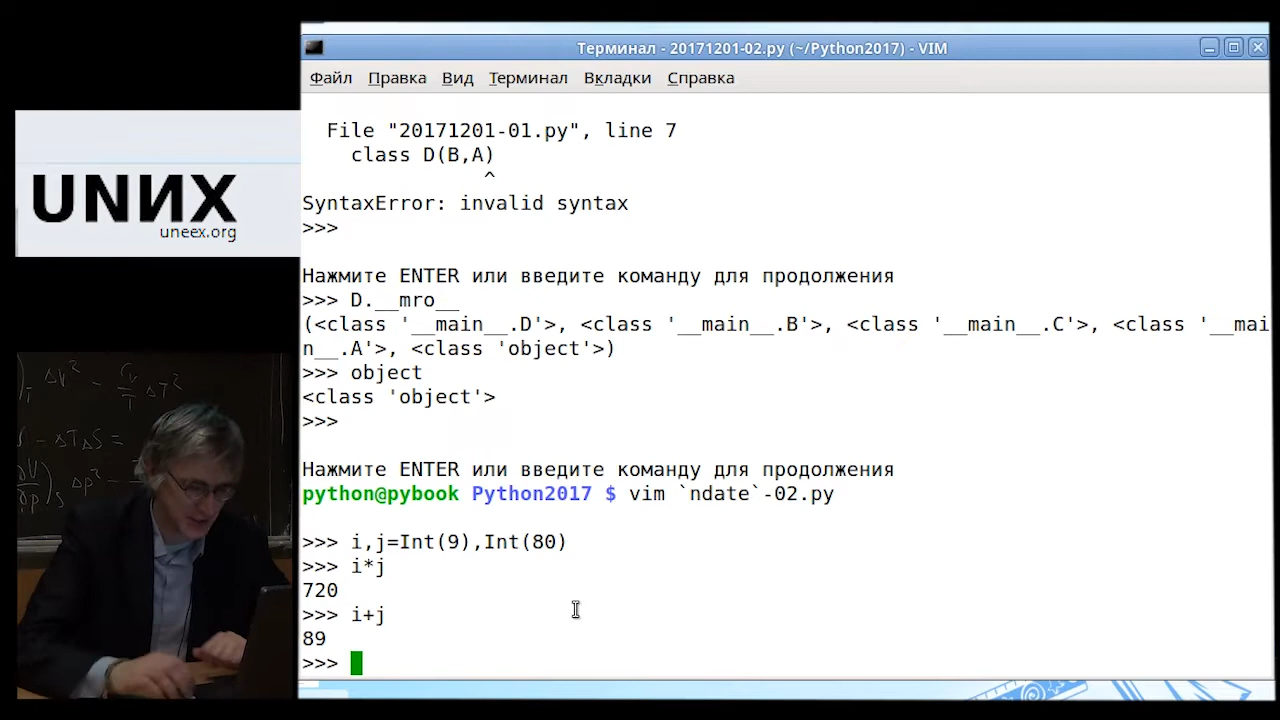 Терминал - 20171201-02.py (~/Python2017) - VIM
Файл Правка Вид Терминал Вкладки Справка
File "20171201-01.py", line 7
class D(B,A)
^
SyntaxError: invalid syntax
>>>
Нажмите ENTER или введите команду для продолжения
>>> D.__mro__
(<class '__main__.D'>, <class '__main__.B'>, <class '__main__.C'>, <class '__mai
n__.A'>, <class 'object'>)
>>> object
<class 'object'>
>>>
Нажмите ENTER или введите команду для продолжения
python@pybook Python2017 $ vim `ndate`-02.py
>>> i,j=Int(9),Int(80)
>>> i*j
720
>>> i+j
89
>>>
UNИX
uneex.org